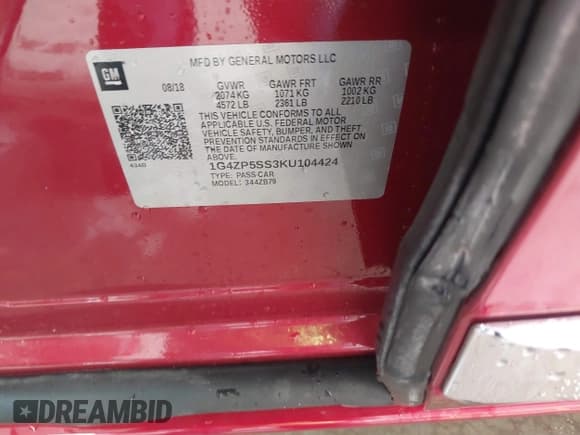 GM
MFD BY GENERAL MOTORS LLC
08/18 GVWR GAWR FRT GAWR RR
2074 KG 1071 KG 1002 KG
4572 LB 2361 LB 2210 LB
THIS VEHICLE CONFORMS TO ALL
APPLICABLE U.S. FEDERAL MOTOR
VEHICLE SAFETY, BUMPER, AND THEFT
PREVENTION STANDARDS IN EFFECT ON
THE DATE OF MANUFACTURE SHOWN ABOVE.
1G4ZP5SS3KU104424
TYPE: PASS CAR
MODEL: 344ZB79
DREAMBID